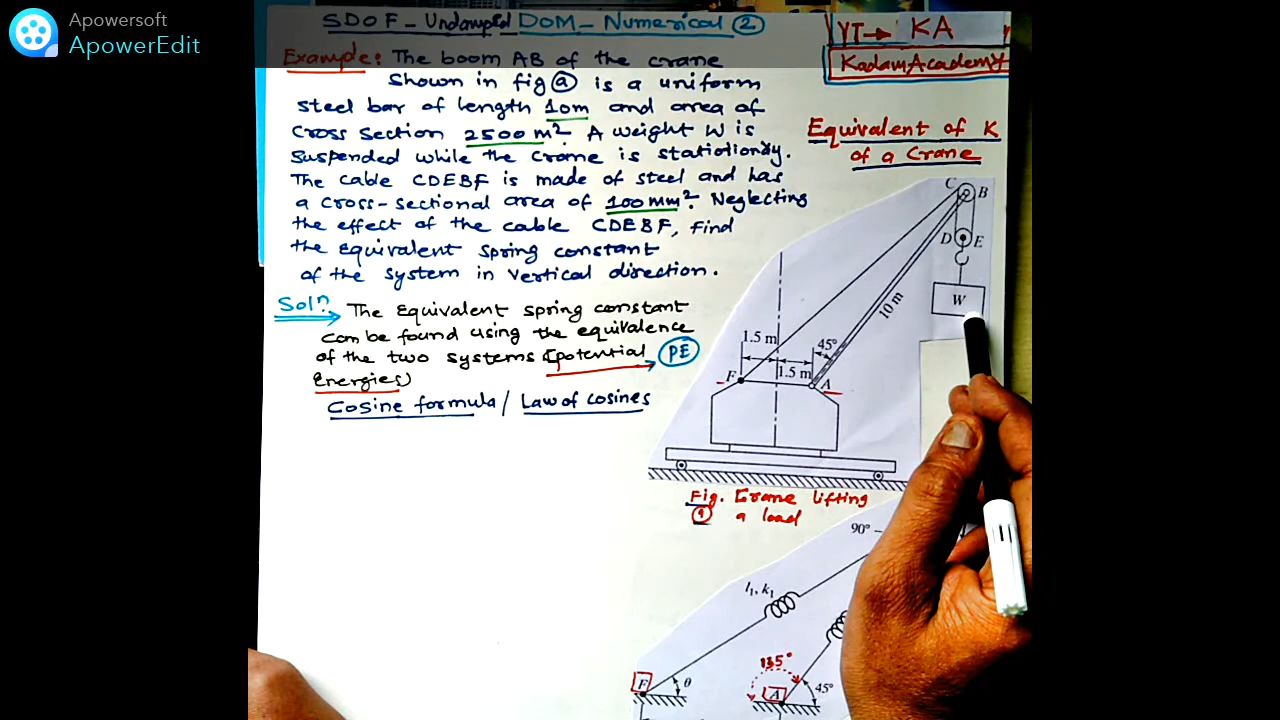 Apowersoft
ApowerEdit
SDOF - Undamped DOM - Numerical ②
YT→ KA
Kadam Academy
Example: The boom AB of the crane
shown in fig ⓐ is a uniform
steel bar of length 10m and area of
cross section 2500 m². A weight W is
suspended while the crane is stationary.
The cable CDEBF is made of steel and has
a cross-sectional area of 100 mm². Neglecting
the effect of the cable CDEBF, find
the equivalent spring constant
of the system in vertical direction.
Equivalent of K
of a Crane
Solⁿ The equivalent spring constant
can be found using the equivalence
of the two systems (potential PE
Energies)
Cosine formula / Law of cosines
C
B
D
E
W
10 m
1.5 m
45°
1.5 m
F
A
Fig. Crane lifting
a load
90°
l₁, k₁
135°
F
θ
A
45°